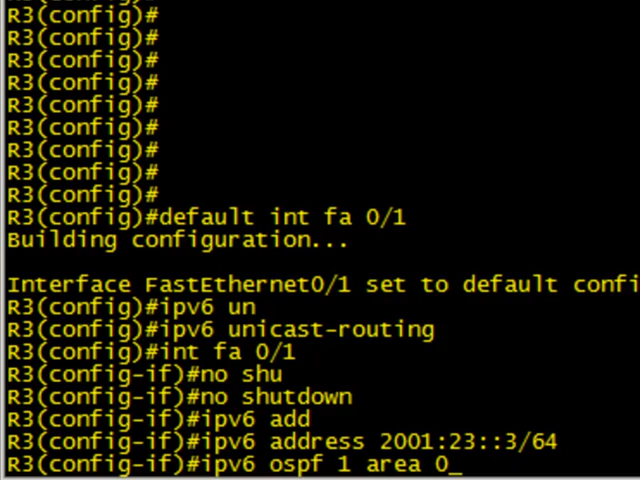 R3(config)#
R3(config)#
R3(config)#
R3(config)#
R3(config)#
R3(config)#
R3(config)#
R3(config)#
R3(config)#
R3(config)#default int fa 0/1
Building configuration...
Interface FastEthernet0/1 set to default confi
R3(config)#ipv6 un
R3(config)#ipv6 unicast-routing
R3(config)#int fa 0/1
R3(config-if)#no shu
R3(config-if)#no shutdown
R3(config-if)#ipv6 add
R3(config-if)#ipv6 address 2001:23::3/64
R3(config-if)#ipv6 ospf 1 area 0_